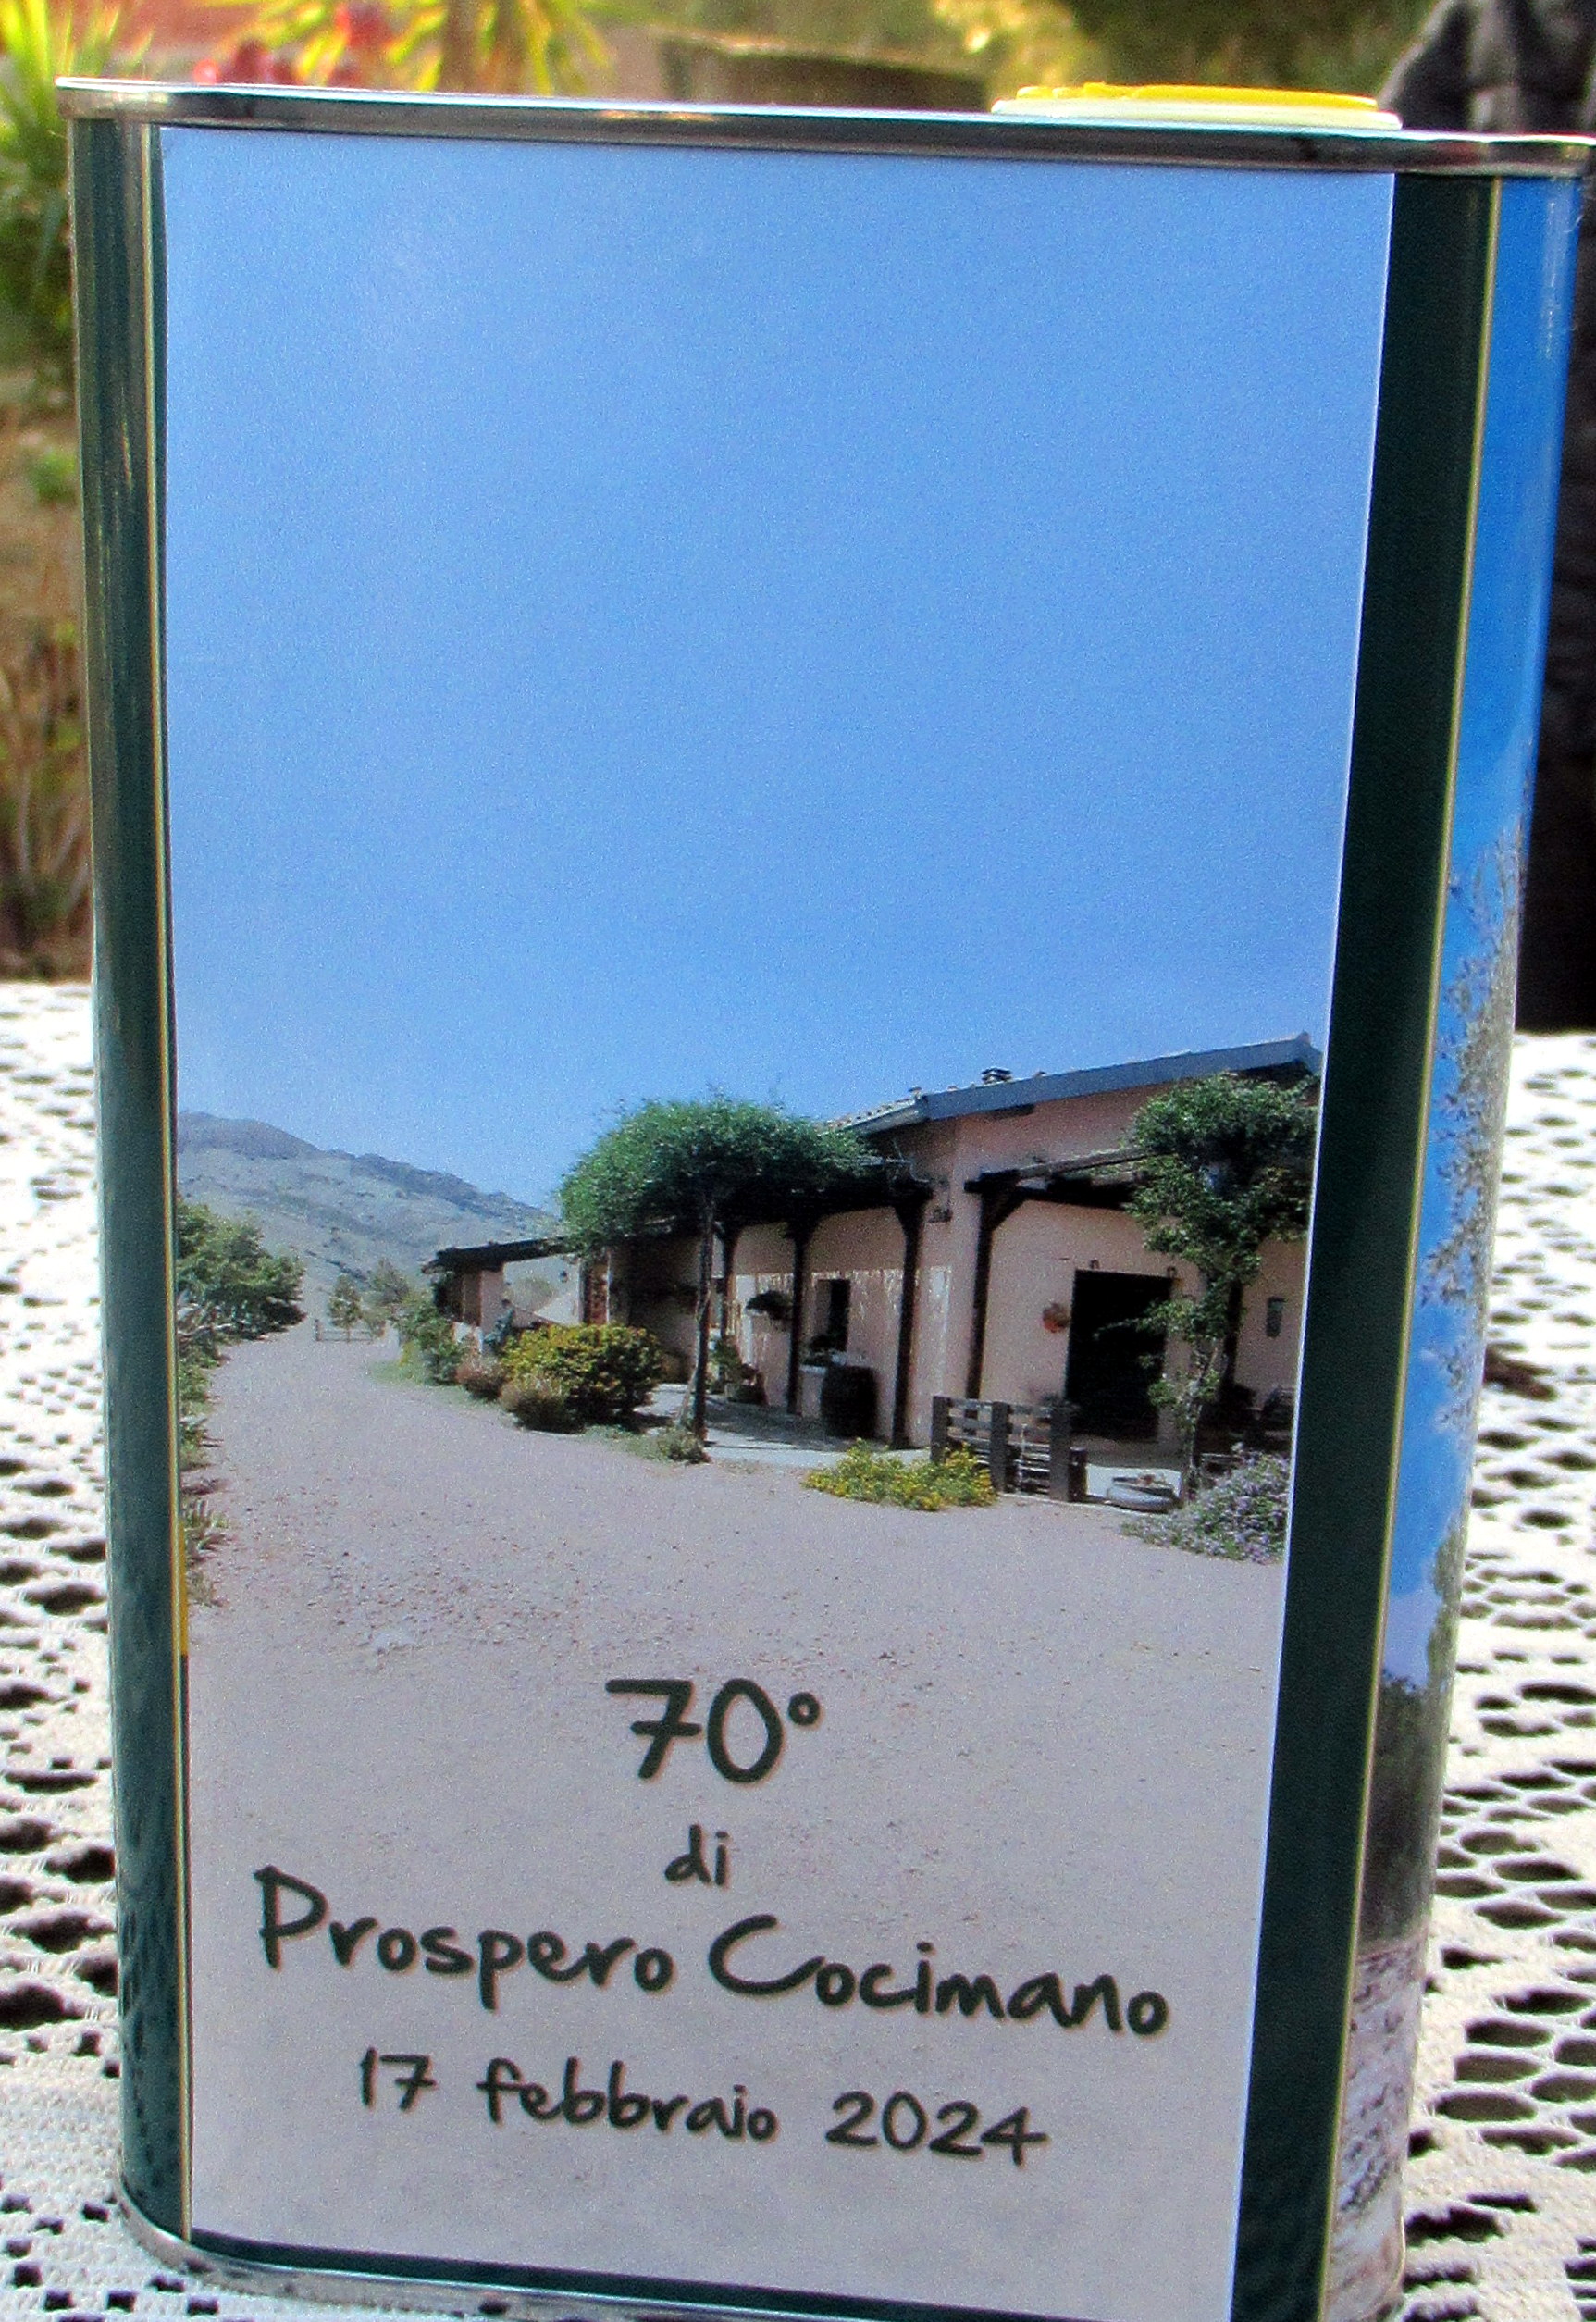 70°
di
Prospero Cocimano
17 febbraio 2024